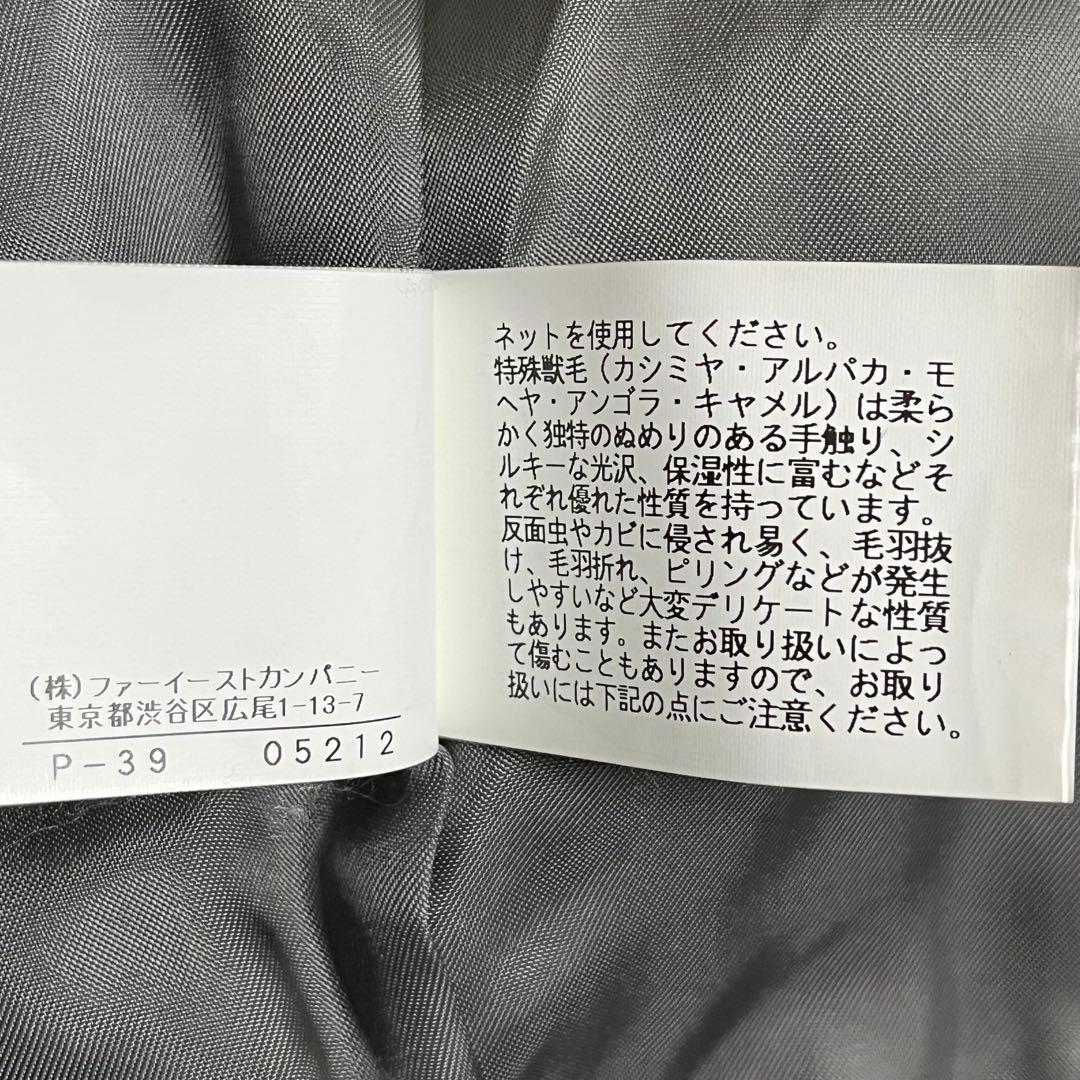 (株)ファーイーストカンパニー
東京都渋谷区広尾1-13-7
P-39 05212
ネットを使用してください。
特殊獣毛(カシミヤ・アルパカ・モ
ヘヤ・アンゴラ・キャメル)は柔ら
かく独特のぬめりのある手触り、シ
ルキーな光沢、保湿性に富むなどそ
れぞれ優れた性質を持っています。
反面虫やカビに侵され易く、毛羽抜
け、毛羽折れ、ピリングなどが発生
しやすいなど大変デリケートな性質
もあります。またお取り扱いによっ
て傷むこともありますので、お取り
扱いには下記の点にご注意ください。